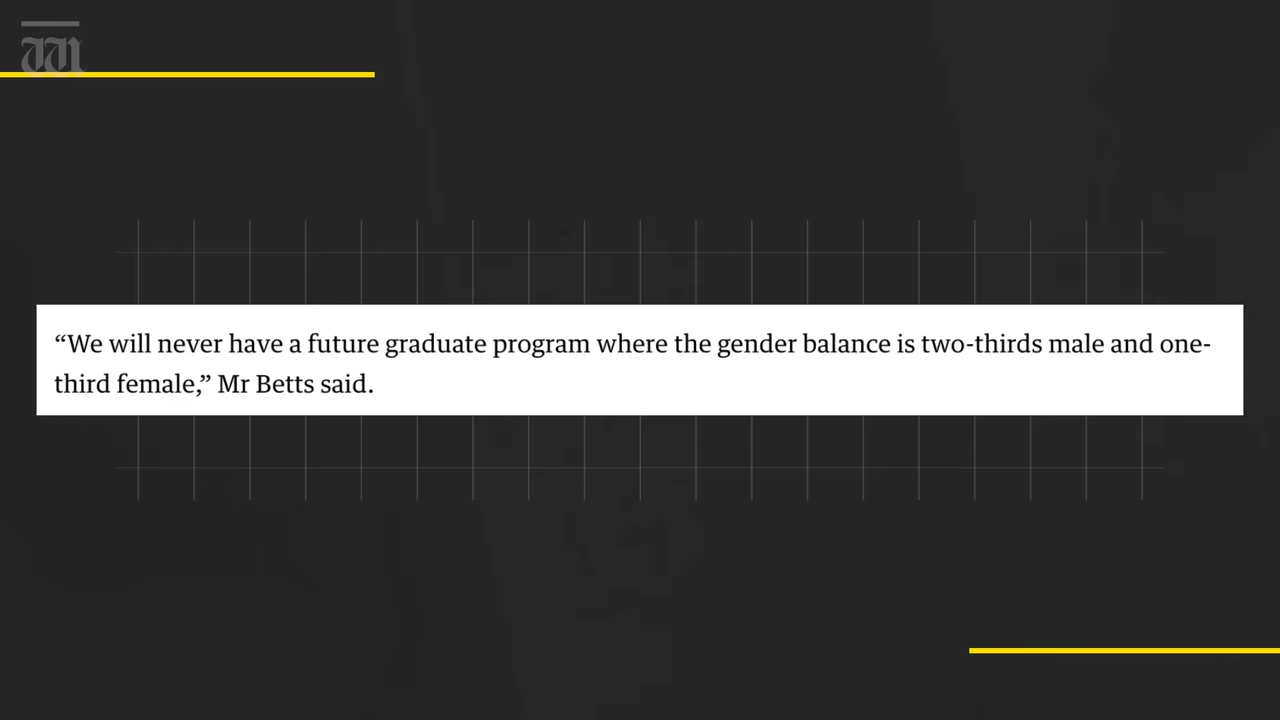 “We will never have a future graduate program where the gender balance is two-thirds male and one-
third female,” Mr Betts said.